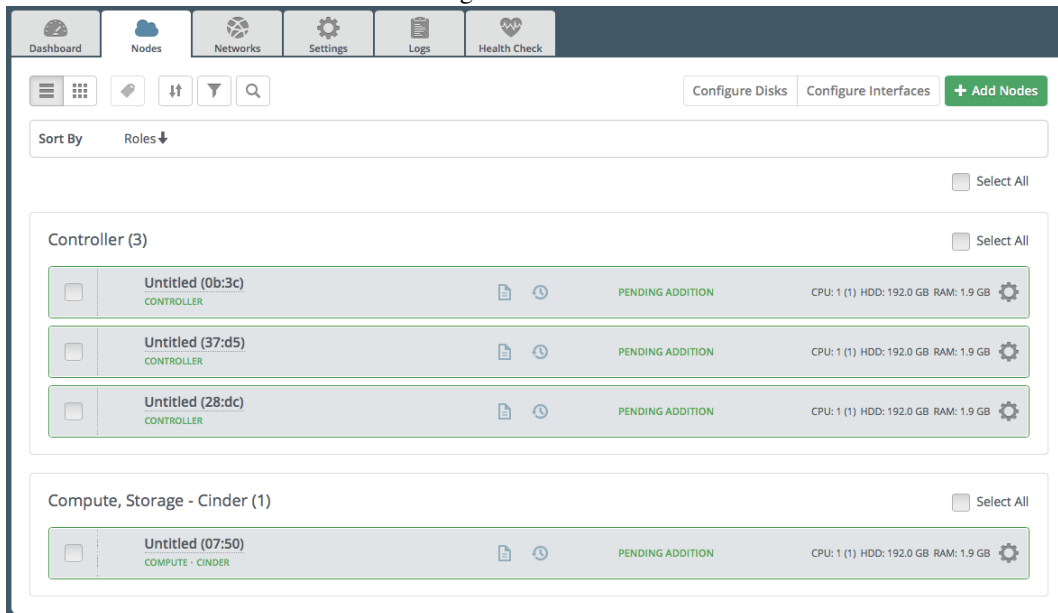 Dashboard Nodes Networks Settings Logs Health Check
Configure Disks Configure Interfaces + Add Nodes
Sort By Roles
Select All
Controller (3) Select All
Untitled (0b:3c)
CONTROLLER
PENDING ADDITION CPU: 1 (1) HDD: 192.0 GB RAM: 1.9 GB
Untitled (37:d5)
CONTROLLER
PENDING ADDITION CPU: 1 (1) HDD: 192.0 GB RAM: 1.9 GB
Untitled (28:dc)
CONTROLLER
PENDING ADDITION CPU: 1 (1) HDD: 192.0 GB RAM: 1.9 GB
Compute, Storage - Cinder (1) Select All
Untitled (07:50)
COMPUTE · CINDER
PENDING ADDITION CPU: 1 (1) HDD: 192.0 GB RAM: 1.9 GB